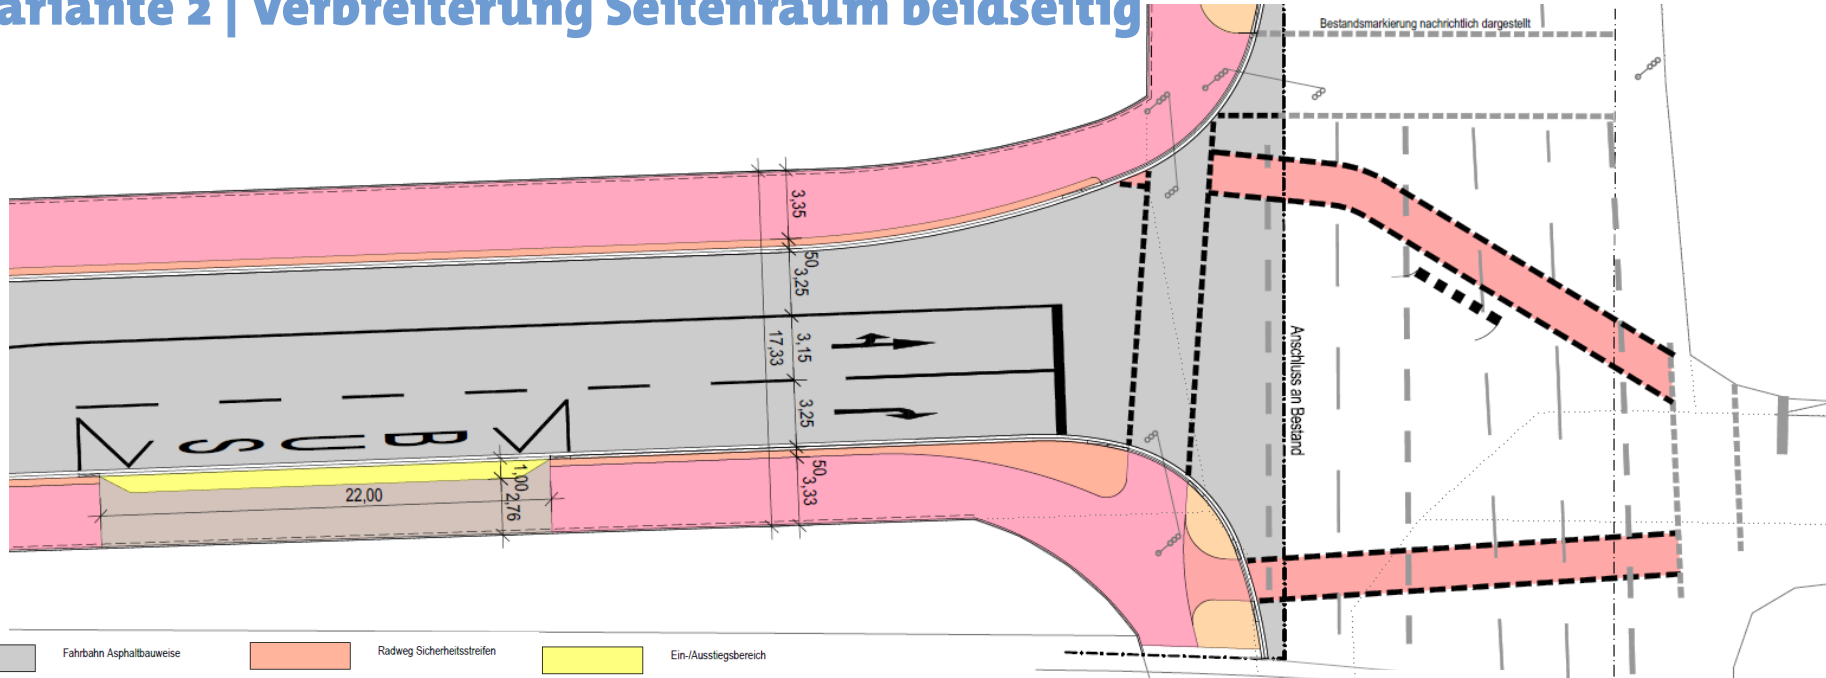 ariante 2 | Verbreiterung Seitenraum beidseitig
Bestandsmarkierung nachrichtlich dargestellt
3,35
50
3,25
3,15
17,33
3,25
Anschluss an Bestand
BUS
1,00
22,00
2,76
50
3,33
Fahrbahn Asphaltbauweise
Radweg Sicherheitsstreifen
Ein-/Ausstiegsbereich